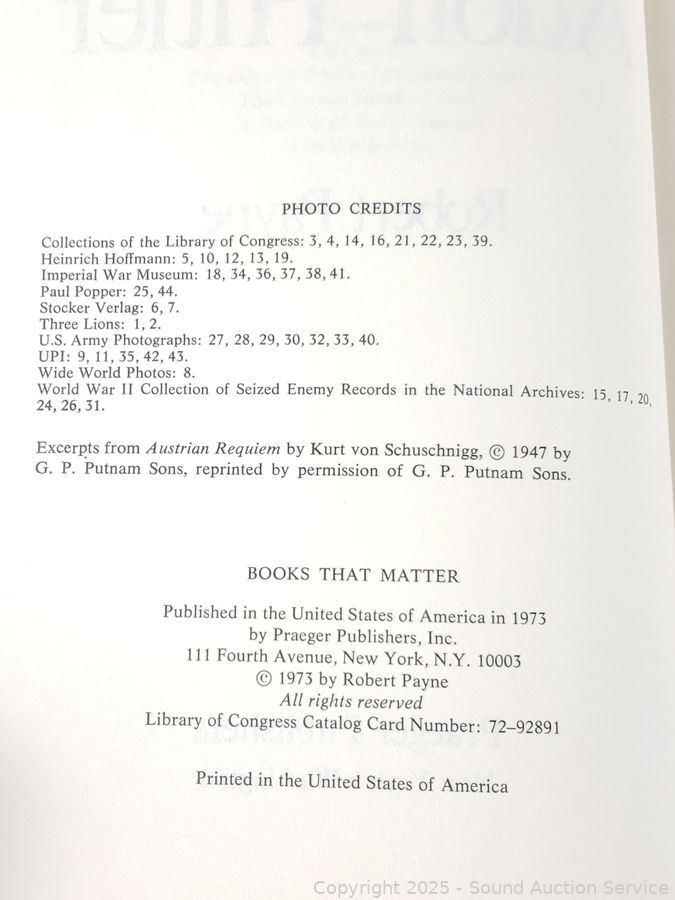 PHOTO CREDITS
Collections of the Library of Congress: 3, 4, 14, 16, 21, 22, 23, 39.
Heinrich Hoffmann: 5, 10, 12, 13, 19.
Imperial War Museum: 18, 34, 36, 37, 38, 41.
Paul Popper: 25, 44.
Stocker Verlag: 6, 7.
Three Lions: 1, 2.
U.S. Army Photographs: 27, 28, 29, 30, 32, 33, 40.
UPI: 9, 11, 35, 42, 43.
Wide World Photos: 8.
World War II Collection of Seized Enemy Records in the National Archives: 15, 17, 20,
24, 26, 31.
Excerpts from Austrian Requiem by Kurt von Schuschnigg, © 1947 by
G. P. Putnam Sons, reprinted by permission of G. P. Putnam Sons.
BOOKS THAT MATTER
Published in the United States of America in 1973
by Praeger Publishers, Inc.
111 Fourth Avenue, New York, N.Y. 10003
© 1973 by Robert Payne
All rights reserved
Library of Congress Catalog Card Number: 72–92891
Printed in the United States of America
Copyright 2025 - Sound Auction Service